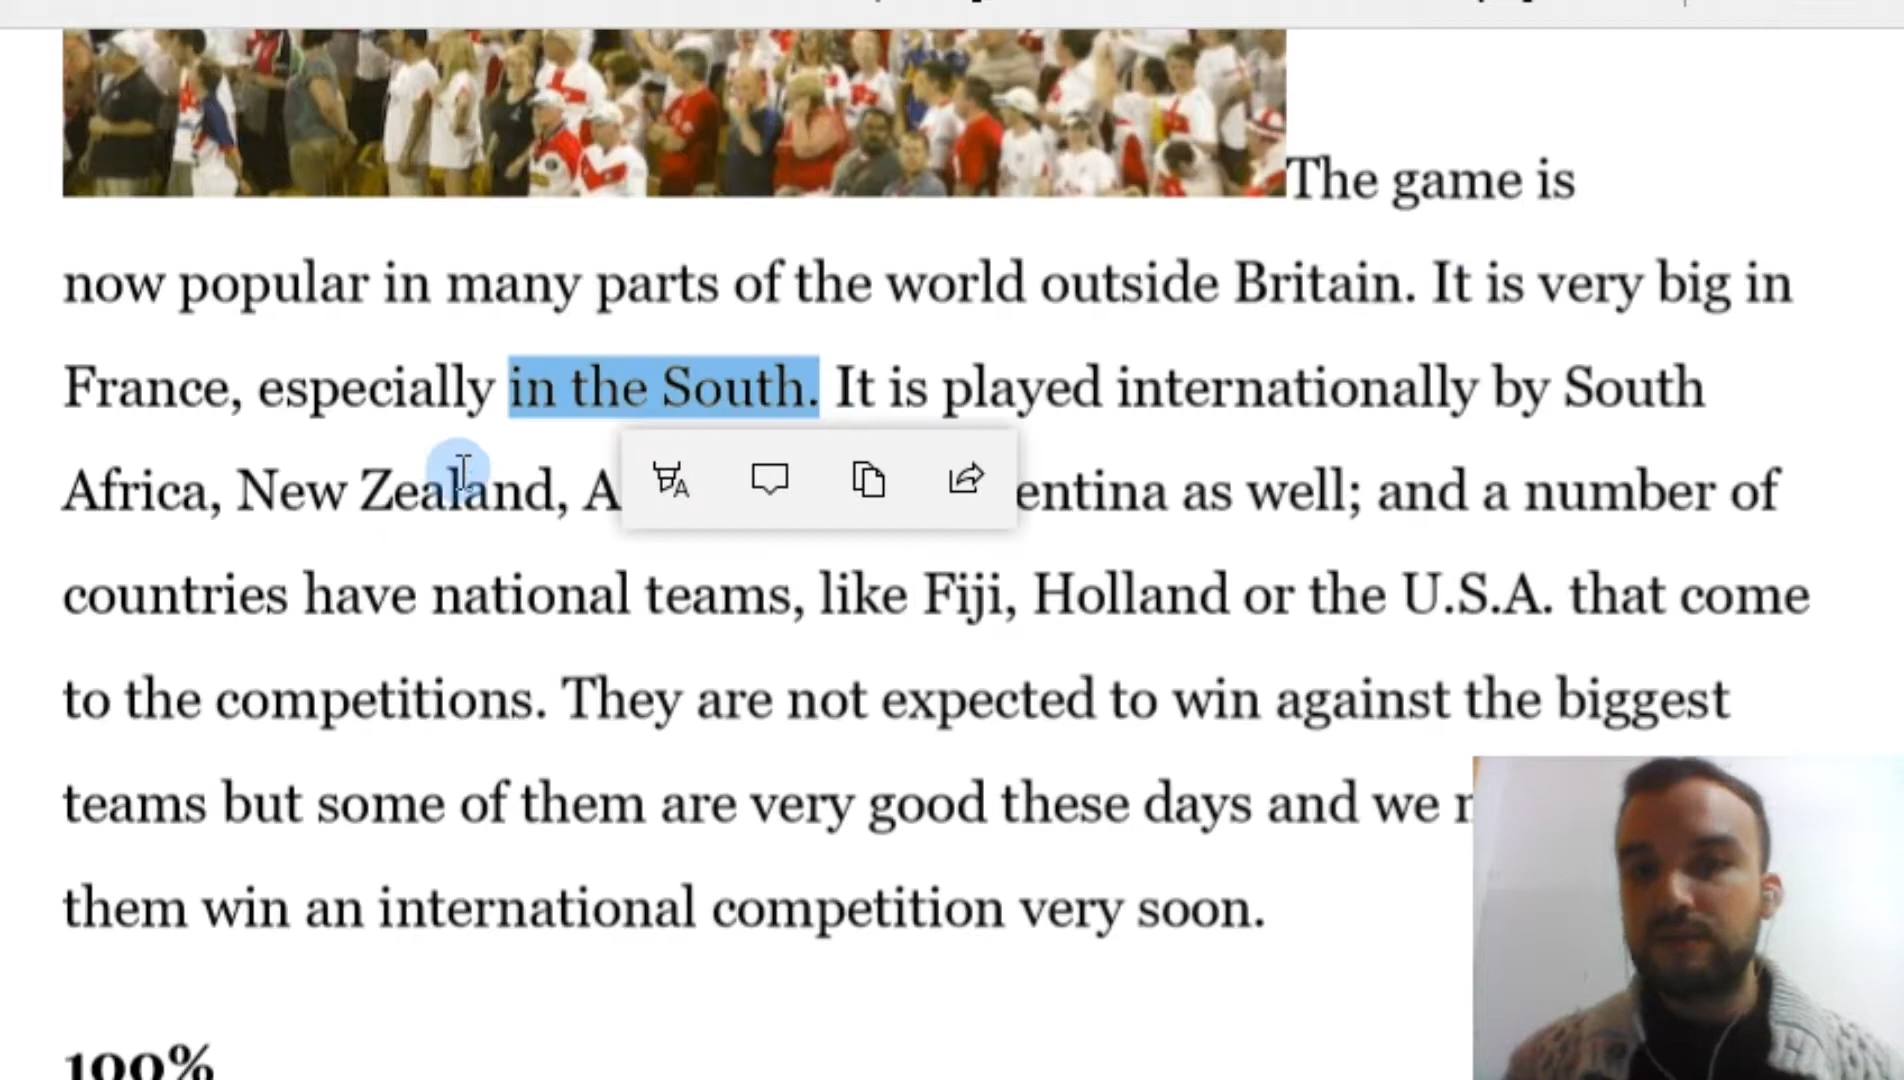 The game is
now popular in many parts of the world outside Britain. It is very big in
France, especially in the South. It is played internationally by South
Africa, New Zealand, A entina as well; and a number of
countries have national teams, like Fiji, Holland or the U.S.A. that come
to the competitions. They are not expected to win against the biggest
teams but some of them are very good these days and we
them win an international competition very soon.
100%